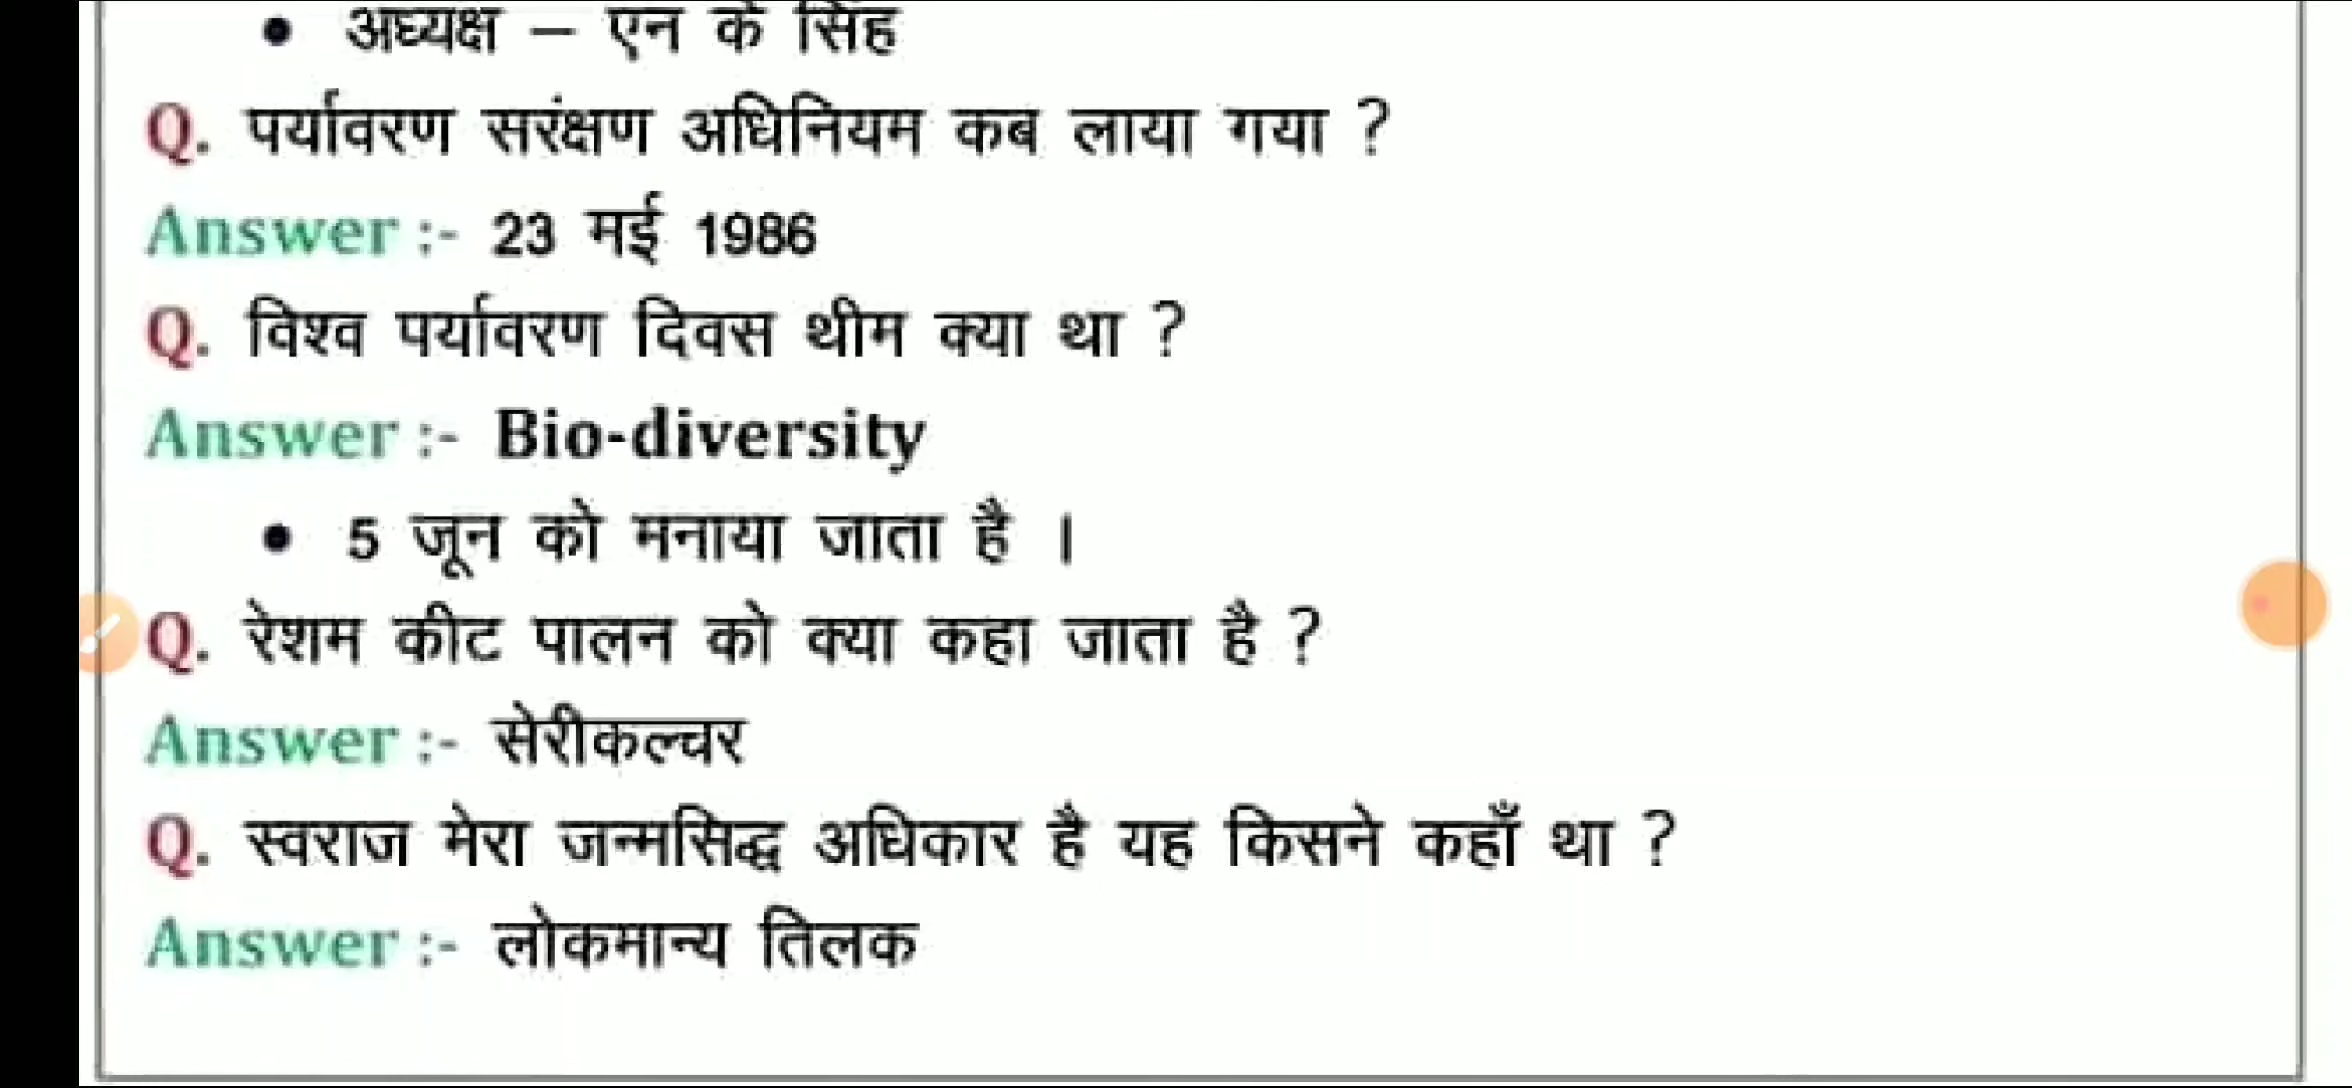 • अध्यक्ष – एन के सिंह
Q. पर्यावरण सरंक्षण अधिनियम कब लाया गया ?
Answer :- 23 मई 1986
Q. विश्व पर्यावरण दिवस थीम क्या था ?
Answer :- Bio-diversity
• 5 जून को मनाया जाता है ।
Q. रेशम कीट पालन को क्या कहा जाता है ?
Answer :- सेरीकल्चर
Q. स्वराज मेरा जन्मसिद्ध अधिकार है यह किसने कहाँ था ?
Answer :- लोकमान्य तिलक